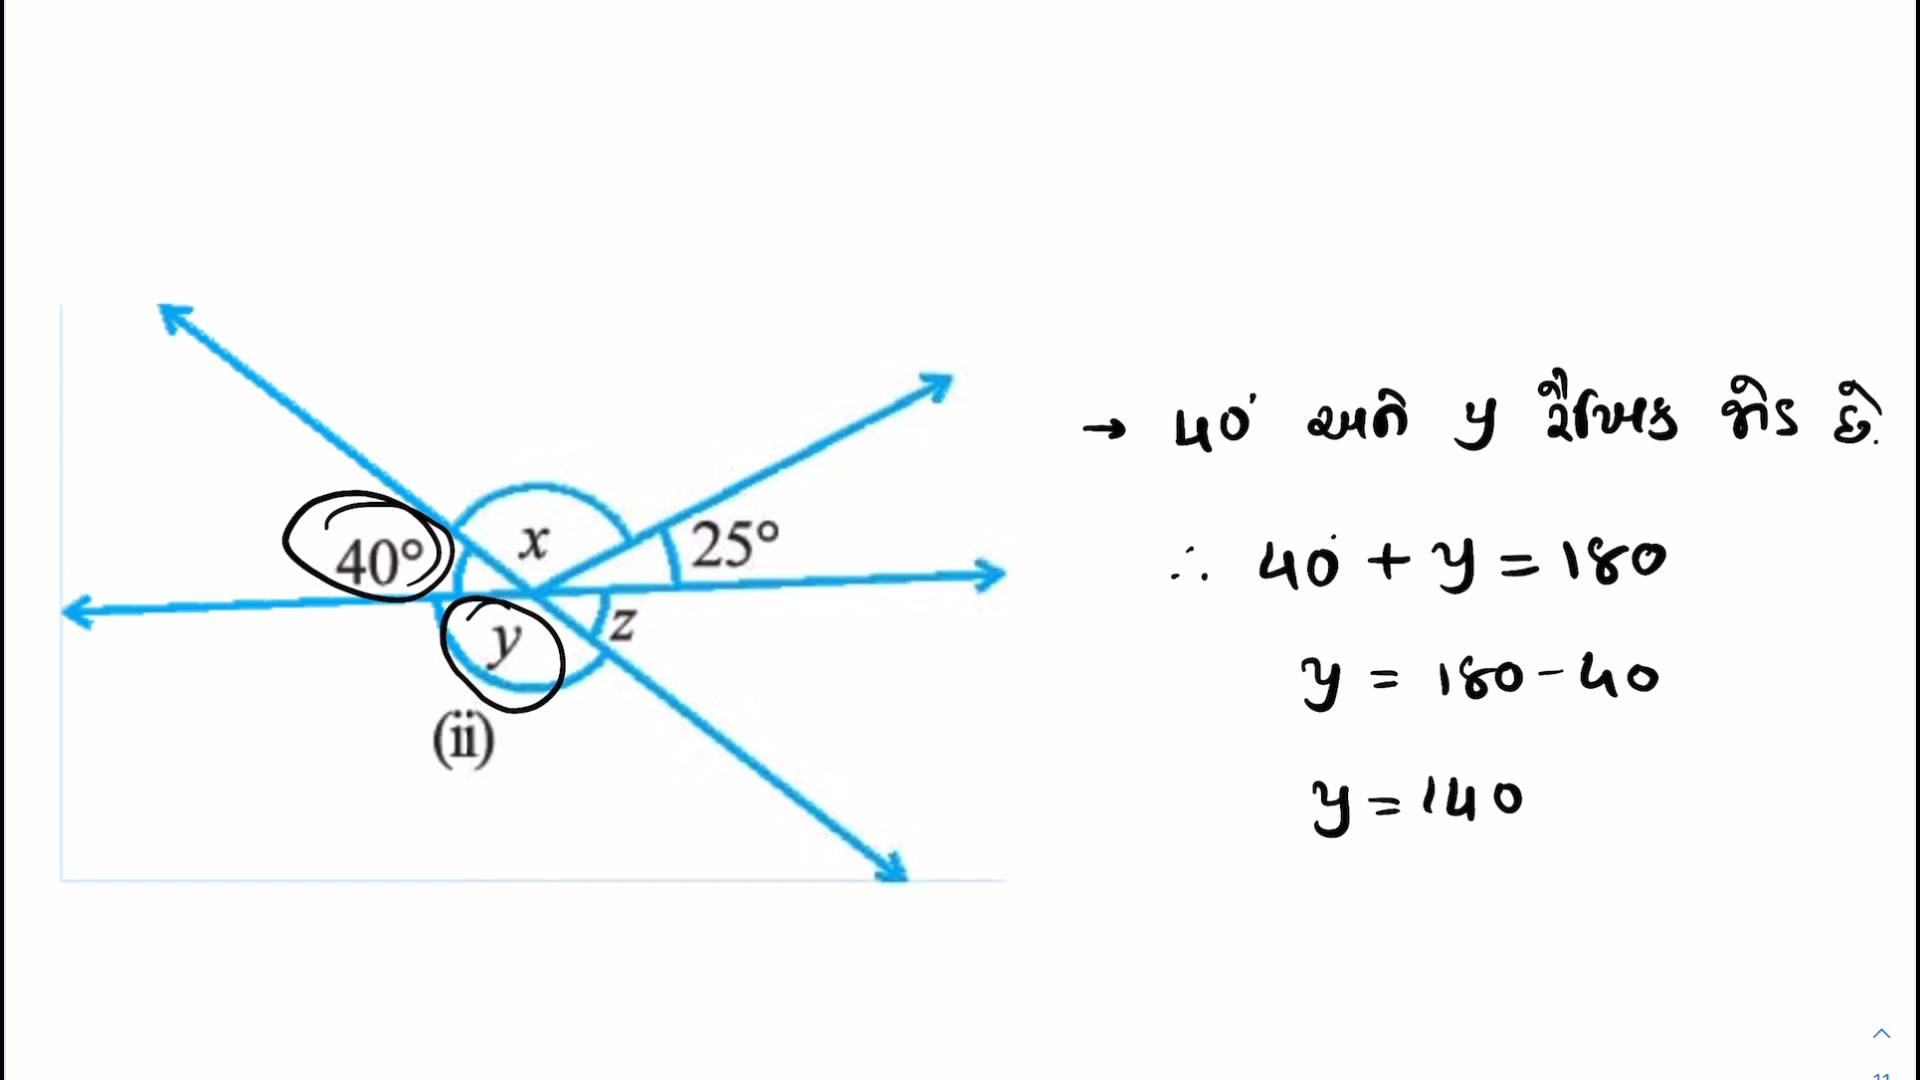 x
25°
40°
z
y
(ii)
→ 40° અને y રૈખિક જોડ છે.
∴ 40° + y = 180
y = 180 - 40
y = 140